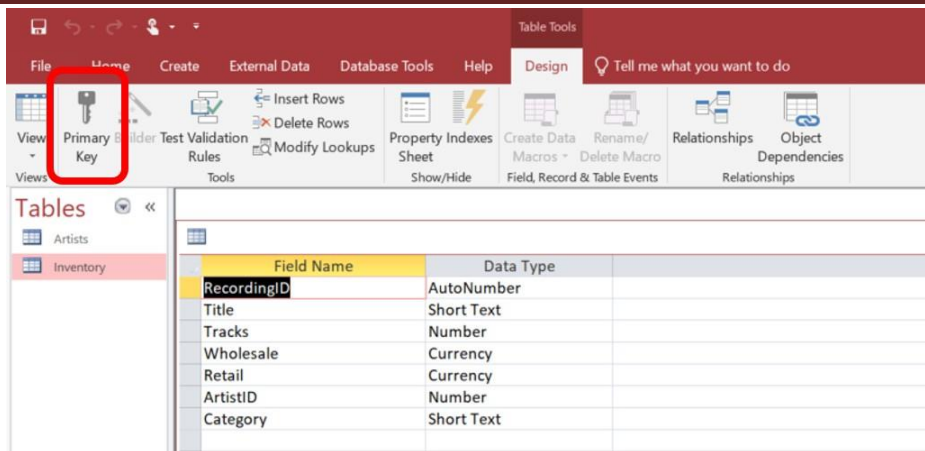 Table Tools
File Home Create External Data Database Tools Help Design Tell me what you want to do
View Primary Key Builder Test Validation Rules Insert Rows Delete Rows Modify Lookups Property Sheet Indexes Create Data Macros Rename/ Delete Macro Relationships Object Dependencies
Views Tools Show/Hide Field, Record & Table Events Relationships
Tables «
Artists
Inventory
Field Name Data Type
RecordingID AutoNumber
Title Short Text
Tracks Number
Wholesale Currency
Retail Currency
ArtistID Number
Category Short Text